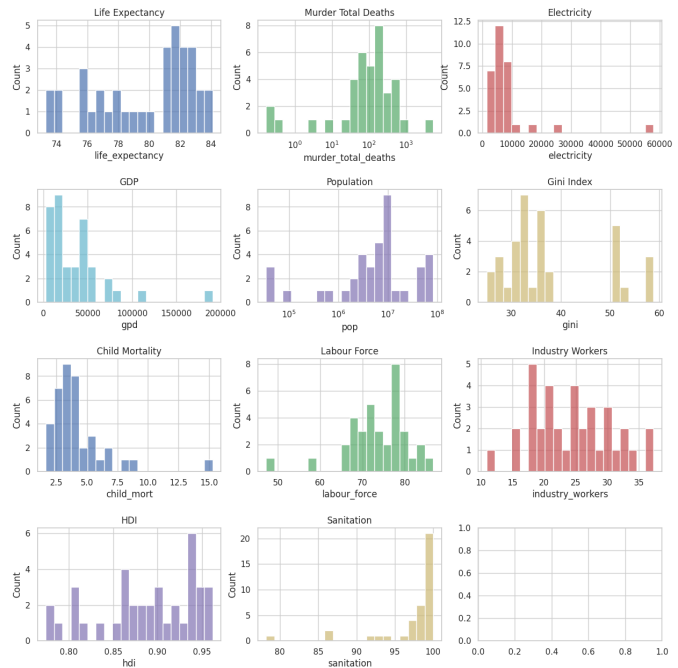 Life Expectancy
Murder Total Deaths
Electricity
5
4
3
2
1
0
Count
74 76 78 80 82 84
life_expectancy
8
6
4
2
0
Count
10⁰ 10¹ 10² 10³
murder_total_deaths
12.5
10.0
7.5
5.0
2.5
0.0
Count
0 10000 20000 30000 40000 50000 60000
electricity
GDP
Population
Gini Index
8
6
4
2
0
Count
0 50000 100000 150000 200000
gpd
8
6
4
2
0
Count
10⁵ 10⁶ 10⁷ 10⁸
pop
6
4
2
0
Count
30 40 50 60
gini
Child Mortality
Labour Force
Industry Workers
8
6
4
2
0
Count
2.5 5.0 7.5 10.0 12.5 15.0
child_mort
8
6
4
2
0
Count
50 60 70 80
labour_force
5
4
3
2
1
0
Count
10 15 20 25 30 35
industry_workers
HDI
Sanitation
6
4
2
0
Count
0.80 0.85 0.90 0.95
hdi
20
15
10
5
0
Count
80 85 90 95 100
sanitation
1.0
0.8
0.6
0.4
0.2
0.0
0.0 0.2 0.4 0.6 0.8 1.0